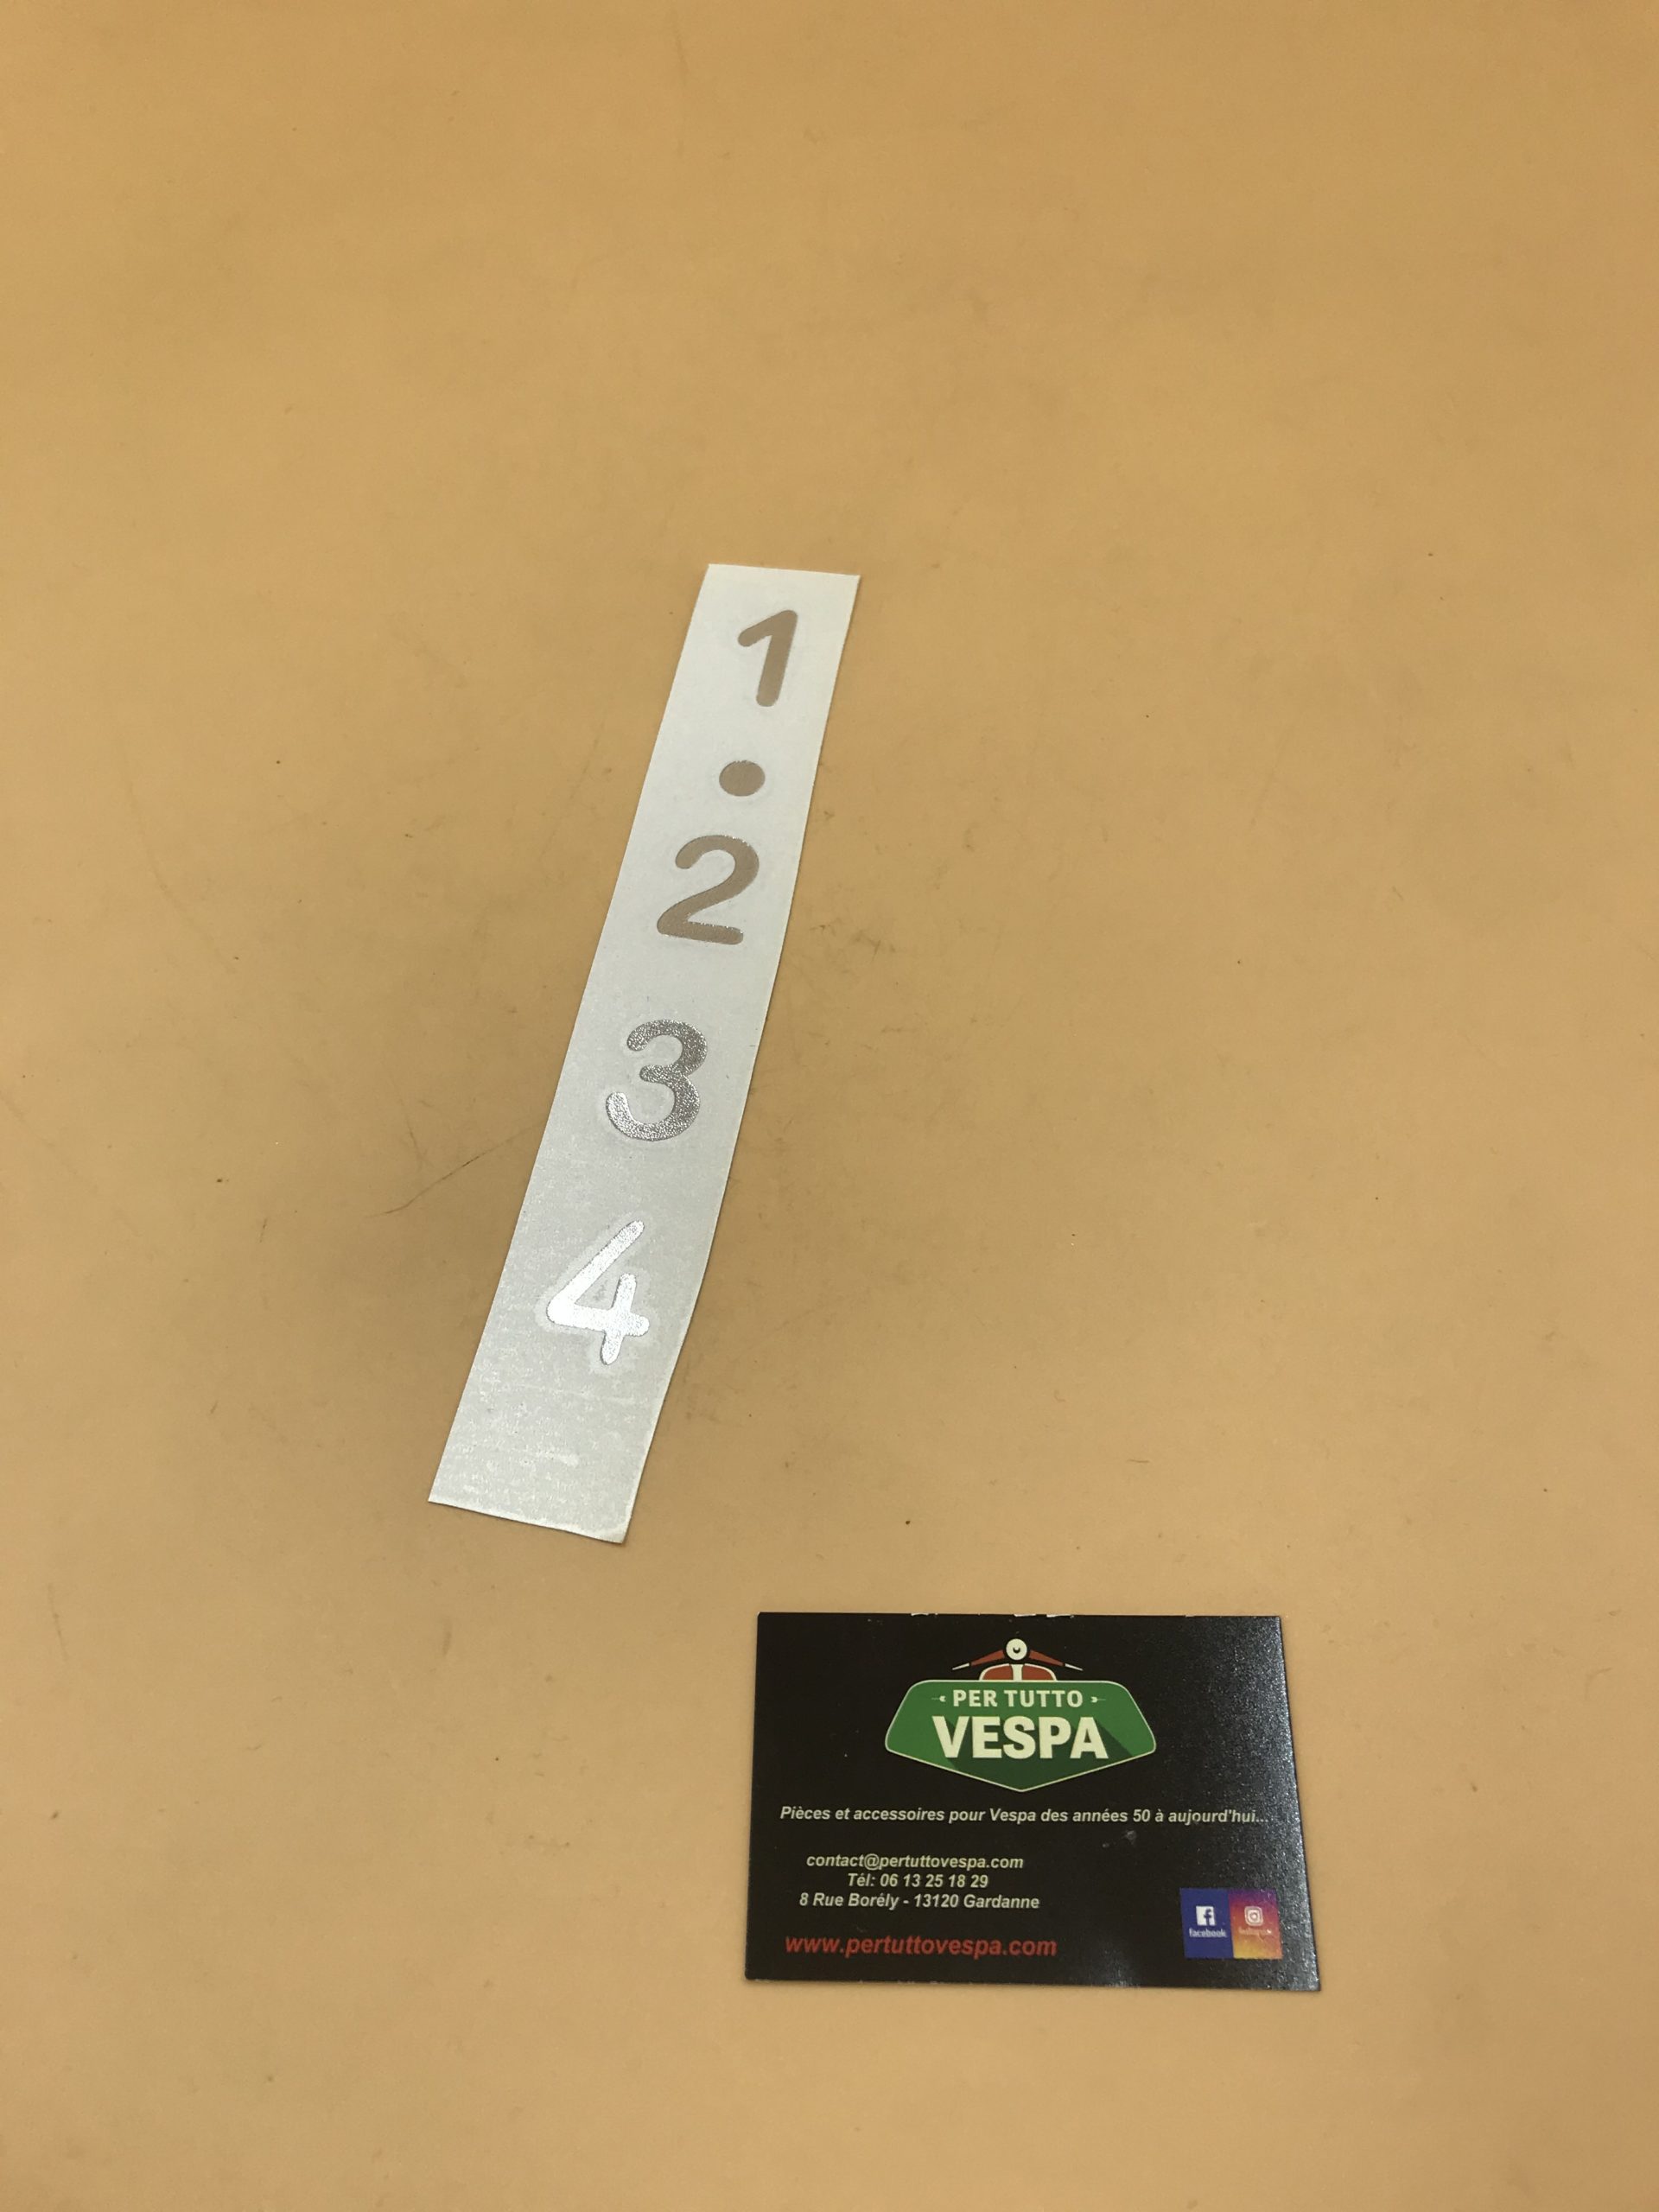 1
•
2
3
4
PER TUTTO
VESPA
Pièces et accessoires pour Vespa des années 50 à aujourd'hui...
contact@pertuttovespa.com
Tél: 06 13 25 18 29
8 Rue Borély - 13120 Gardanne
facebook
www.pertuttovespa.com